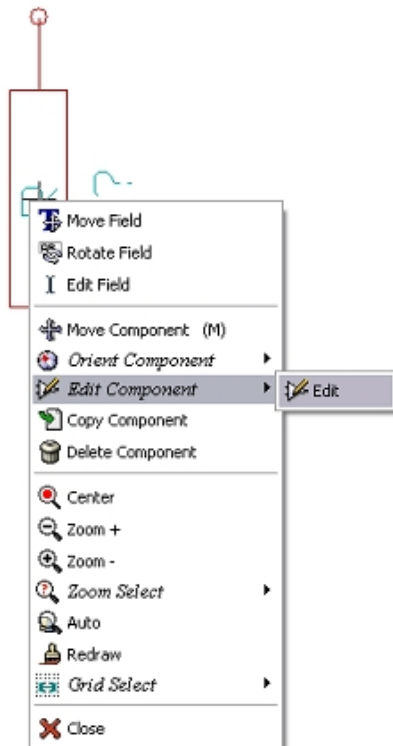 Move Field
Rotate Field
Edit Field
Move Component (M)
Orient Component
Edit Component
Edit
Copy Component
Delete Component
Center
Zoom +
Zoom -
Zoom Select
Auto
Redraw
Grid Select
Close